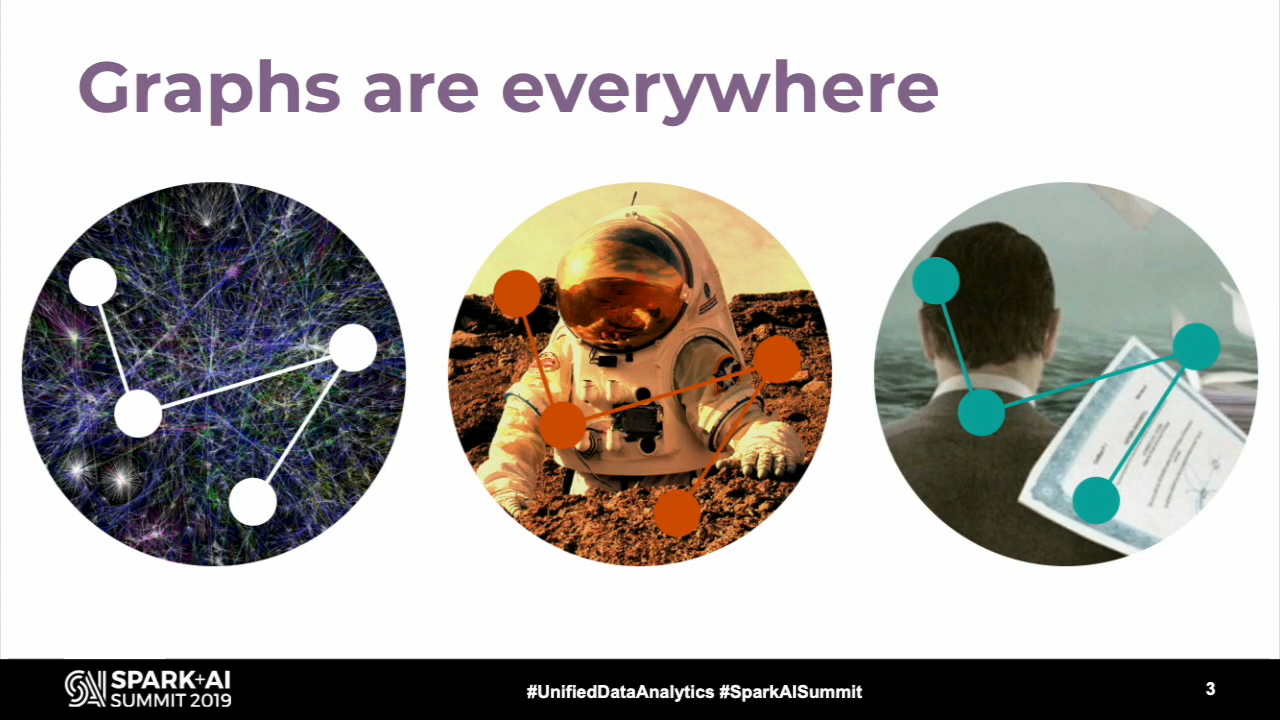 Graphs are everywhere
SPARK+AI
SUMMIT 2019
#UnifiedDataAnalytics #SparkAISummit
3